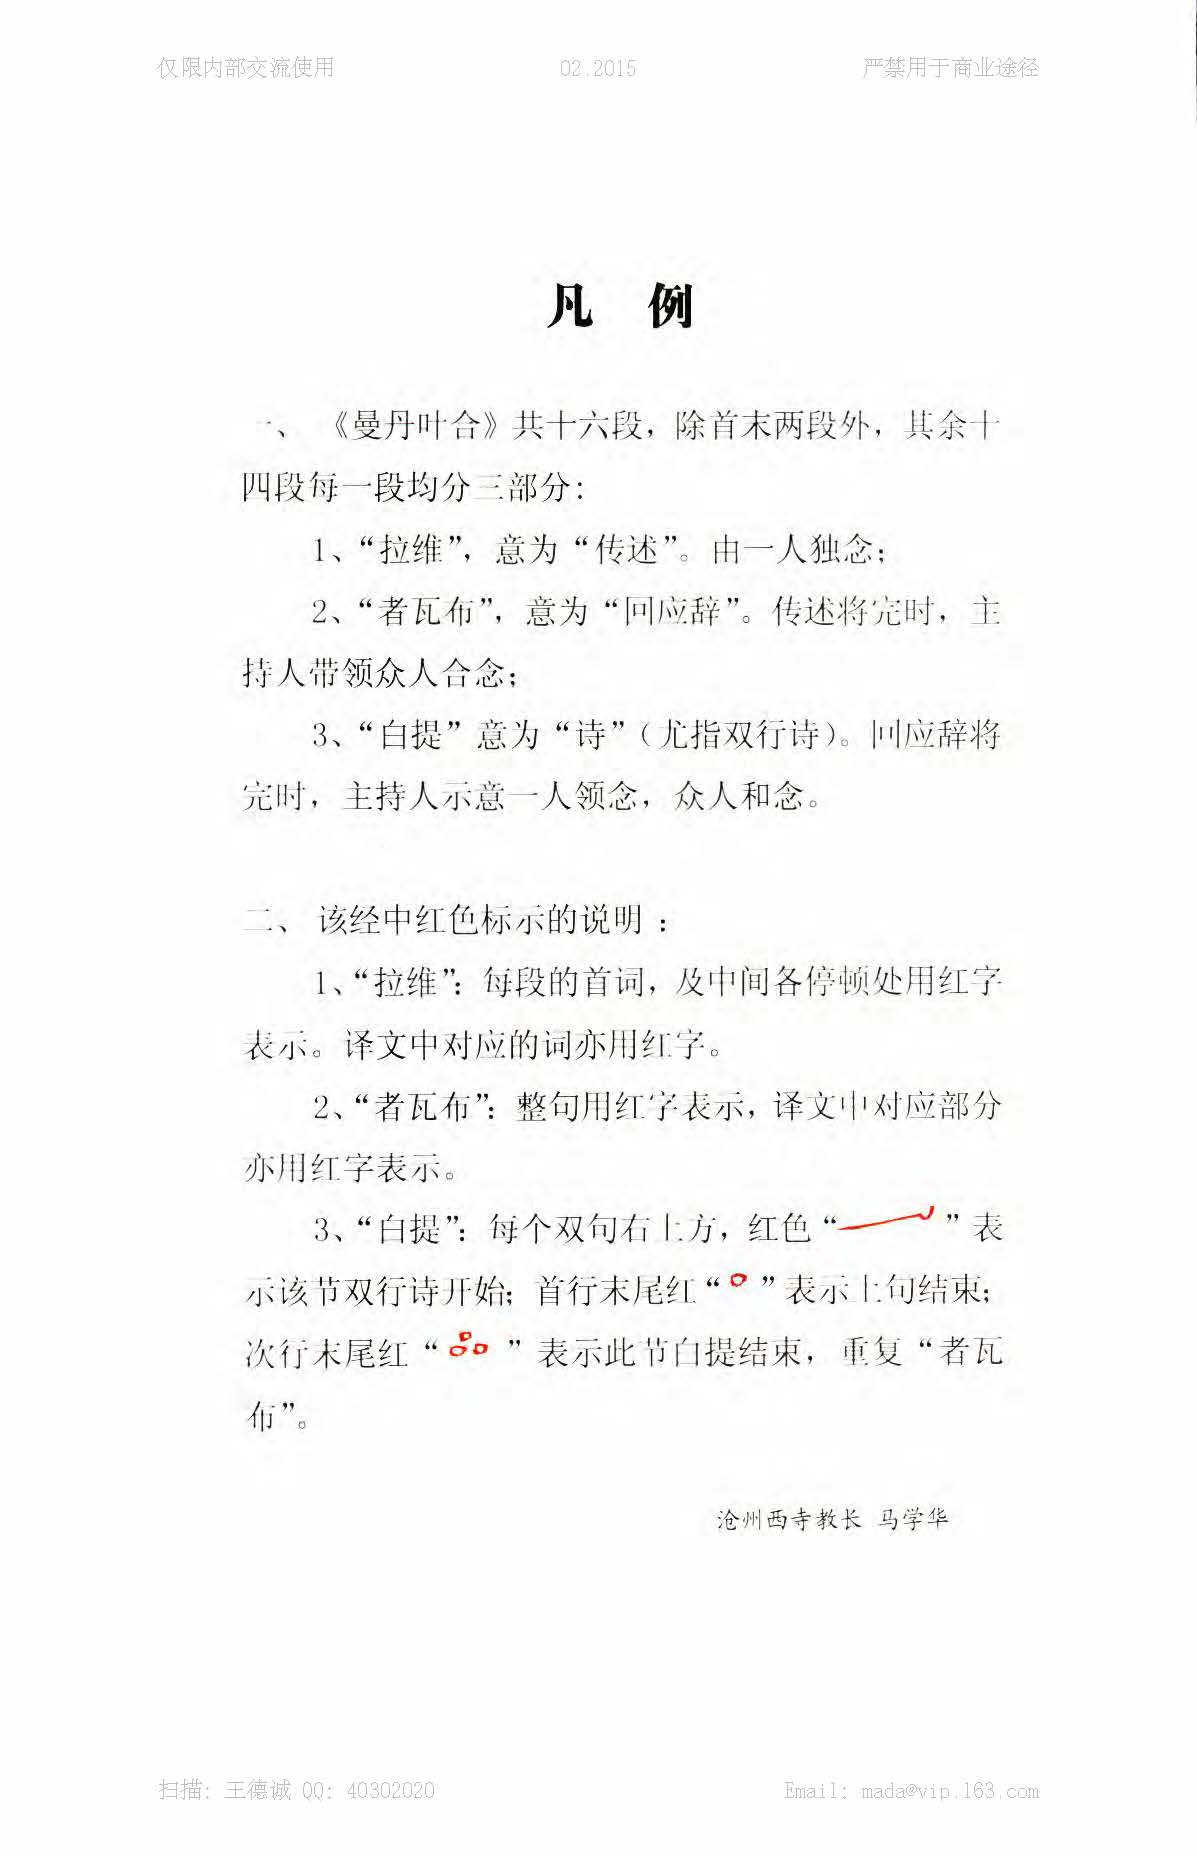 仅限内部交流使用 02.2015 严禁用于商业途径
凡 例
一、 《曼丹叶合》共十六段，除首末两段外，其余十
四段每一段均分三部分：
1、“拉维”，意为“传述”。由一人独念；
2、“者瓦布”，意为“回应辞”。传述将完时，主
持人带领众人合念；
3、“白提”意为“诗”（尤指双行诗）。回应辞将
完时，主持人示意一人领念，众人和念。
二、 该经中红色标示的说明：
1、“拉维”：每段的首词，及中间各停顿处用红字
表示。译文中对应的词亦用红字。
2、“者瓦布”：整句用红字表示，译文中对应部分
亦用红字表示。
3、“白提”：每个双句右上方，红色“ ”表
示该节双行诗开始；首行末尾红“ ”表示上句结束；
次行末尾红“ ”表示此节白提结束，重复“者瓦
布”。
沧州西寺教长 马学华
扫描：王德诚 QQ：40302020 Email：mada@vip.163.com